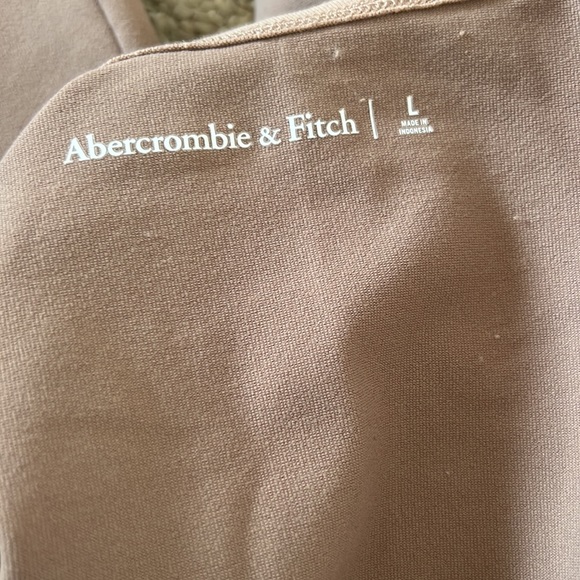 Abercrombie & Fitch | L
MADE IN
INDONESIA